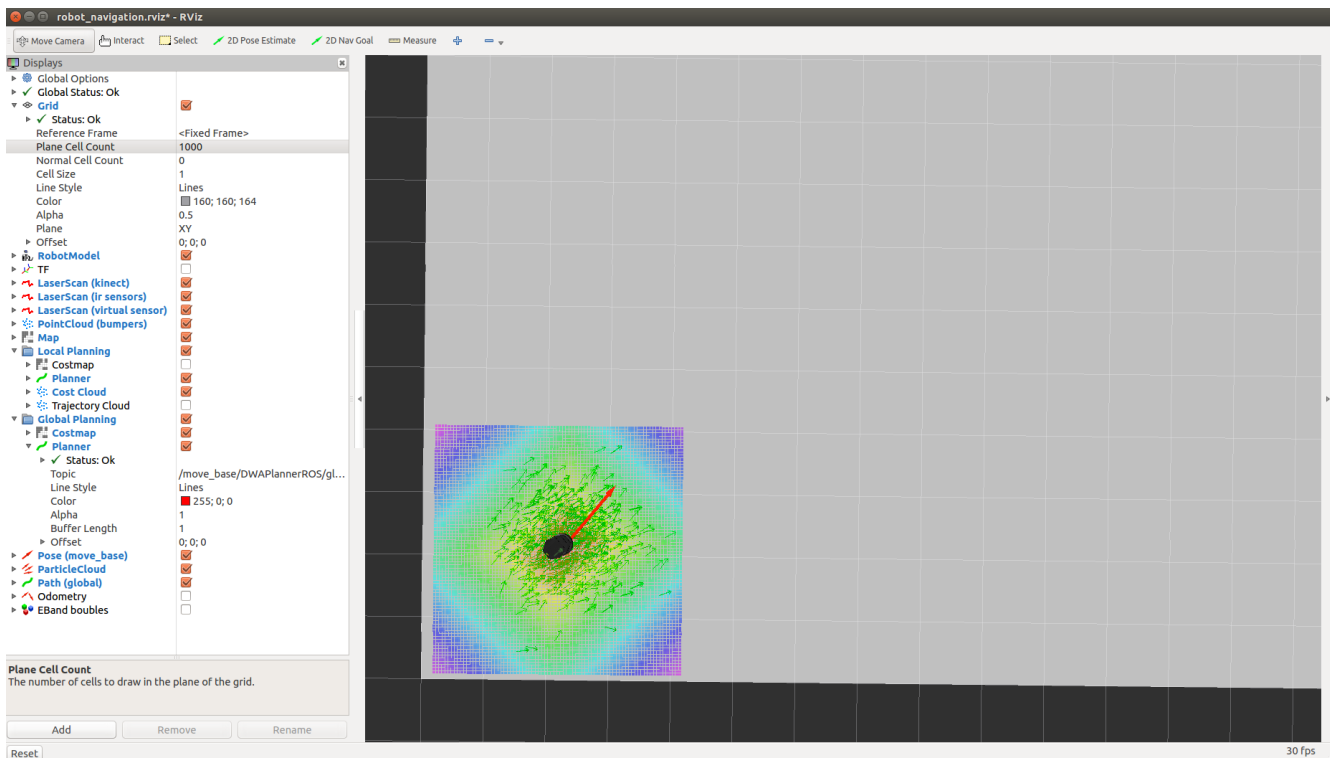 robot_navigation.rviz* - RViz
Move Camera Interact Select 2D Pose Estimate 2D Nav Goal Measure
Displays
Global Options
Global Status: Ok
Grid
Status: Ok
Reference Frame <Fixed Frame>
Plane Cell Count 1000
Normal Cell Count 0
Cell Size 1
Line Style Lines
Color 160; 160; 164
Alpha 0.5
Plane XY
Offset 0; 0; 0
RobotModel
TF
LaserScan (kinect)
LaserScan (ir sensors)
LaserScan (virtual sensor)
PointCloud (bumpers)
Map
Local Planning
Costmap
Planner
Cost Cloud
Trajectory Cloud
Global Planning
Costmap
Planner
Status: Ok
Topic /move_base/DWAPlannerROS/gl...
Line Style Lines
Color 255; 0; 0
Alpha 1
Buffer Length 1
Offset 0; 0; 0
Pose (move_base)
ParticleCloud
Path (global)
Odometry
EBand boubles
Plane Cell Count
The number of cells to draw in the plane of the grid.
Add Remove Rename
Reset 30 fps